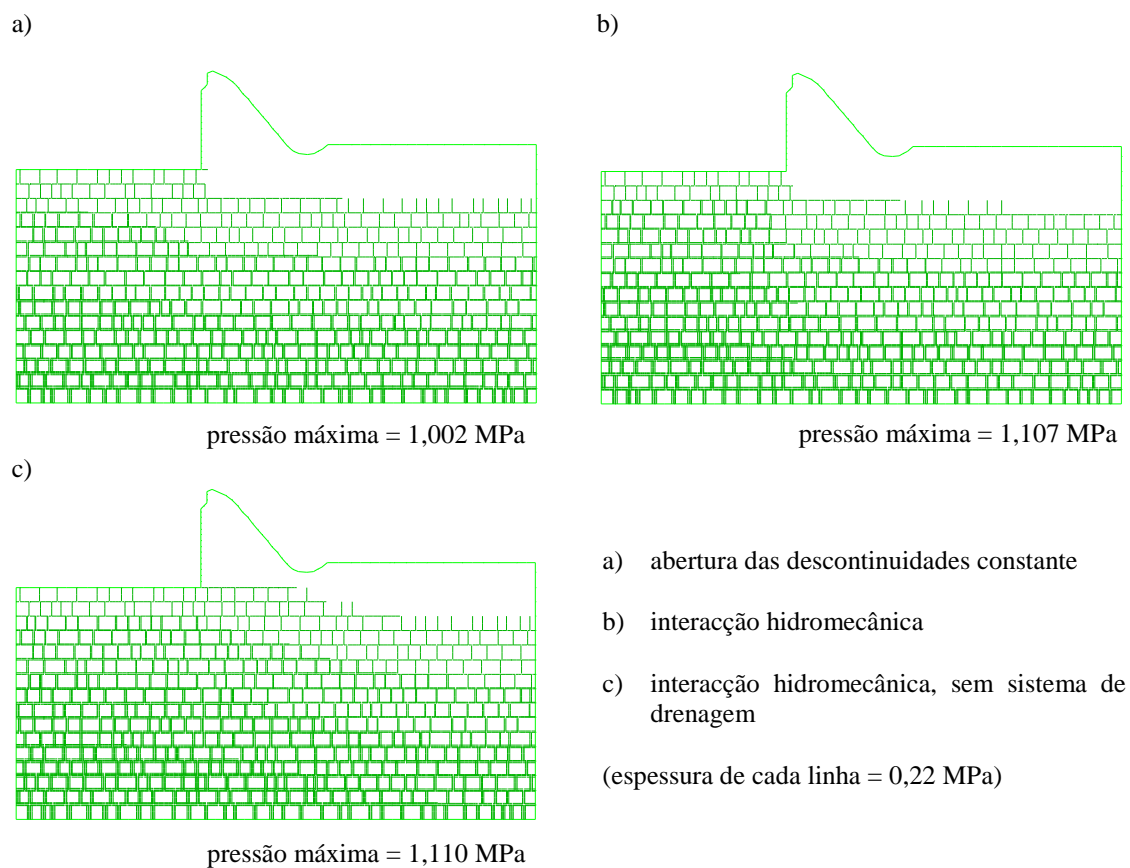 a)
b)
pressão máxima = 1,002 MPa
pressão máxima = 1,107 MPa
c)
a) abertura das descontinuidades constante
b) interacção hidromecânica
c) interacção hidromecânica, sem sistema de
drenagem
(espessura de cada linha = 0,22 MPa)
pressão máxima = 1,110 MPa